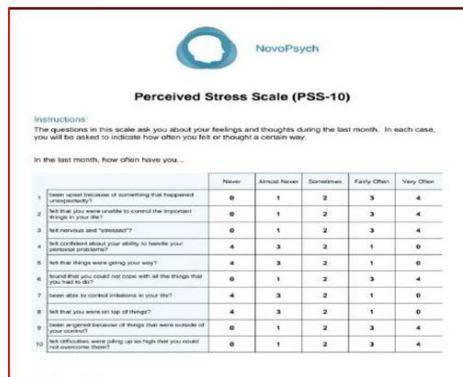 NovoPsych
Perceived Stress Scale (PSS-10)
Instructions:
The questions in this scale ask you about your feelings and thoughts during the last month. In each case,
you will be asked to indicate how often you felt or thought a certain way.
In the last month, how often have you...
Never Almost Never Sometimes Fairly Often Very Often
1 been upset because of something that happened
unexpectedly? 0 1 2 3 4
2 felt that you were unable to control the important
things in your life? 0 1 2 3 4
3 felt nervous and "stressed"? 0 1 2 3 4
4 felt confident about your ability to handle your
personal problems? 4 3 2 1 0
5 felt that things were going your way? 4 3 2 1 0
6 found that you could not cope with all the things that
you had to do? 0 1 2 3 4
7 been able to control irritations in your life? 4 3 2 1 0
8 felt that you were on top of things? 4 3 2 1 0
9 been angered because of things that were outside of
your control? 0 1 2 3 4
10 felt difficulties were piling up so high that you could
not overcome them? 0 1 2 3 4